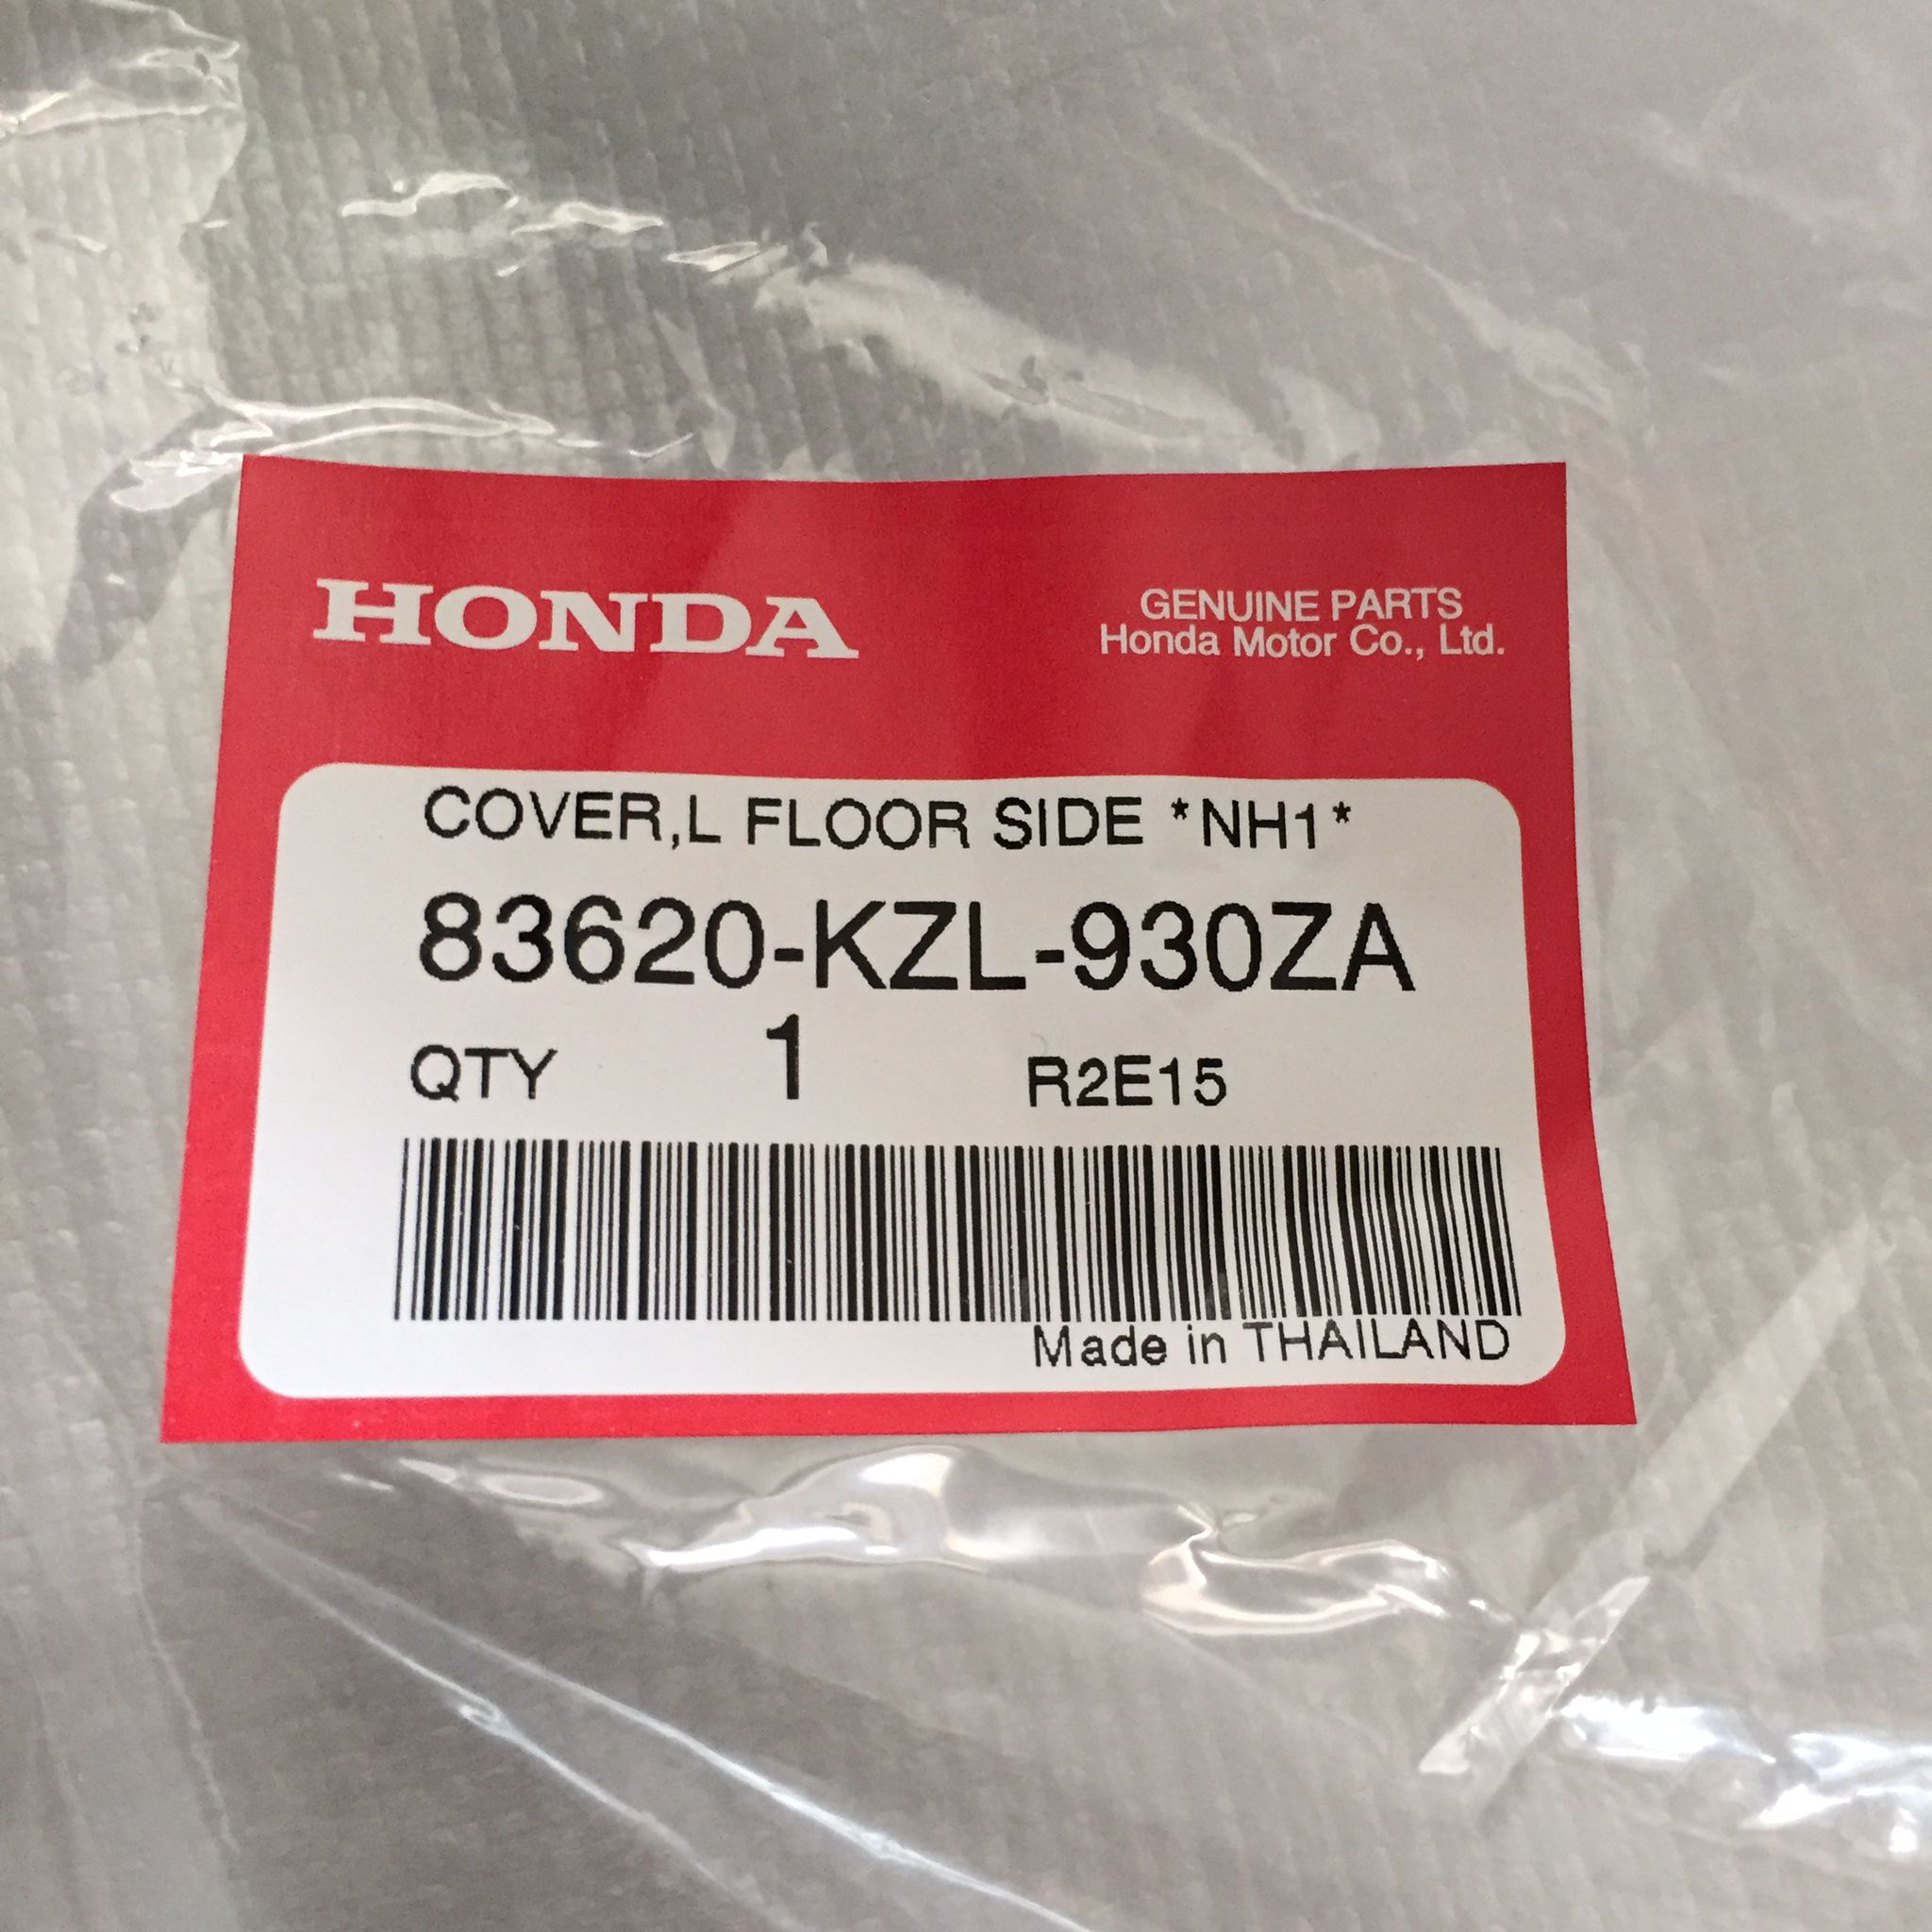 HONDA
GENUINE PARTS
Honda Motor Co., Ltd.
COVER,L FLOOR SIDE *NH1*
83620-KZL-930ZA
QTY 1 R2E15
Made in THAILAND